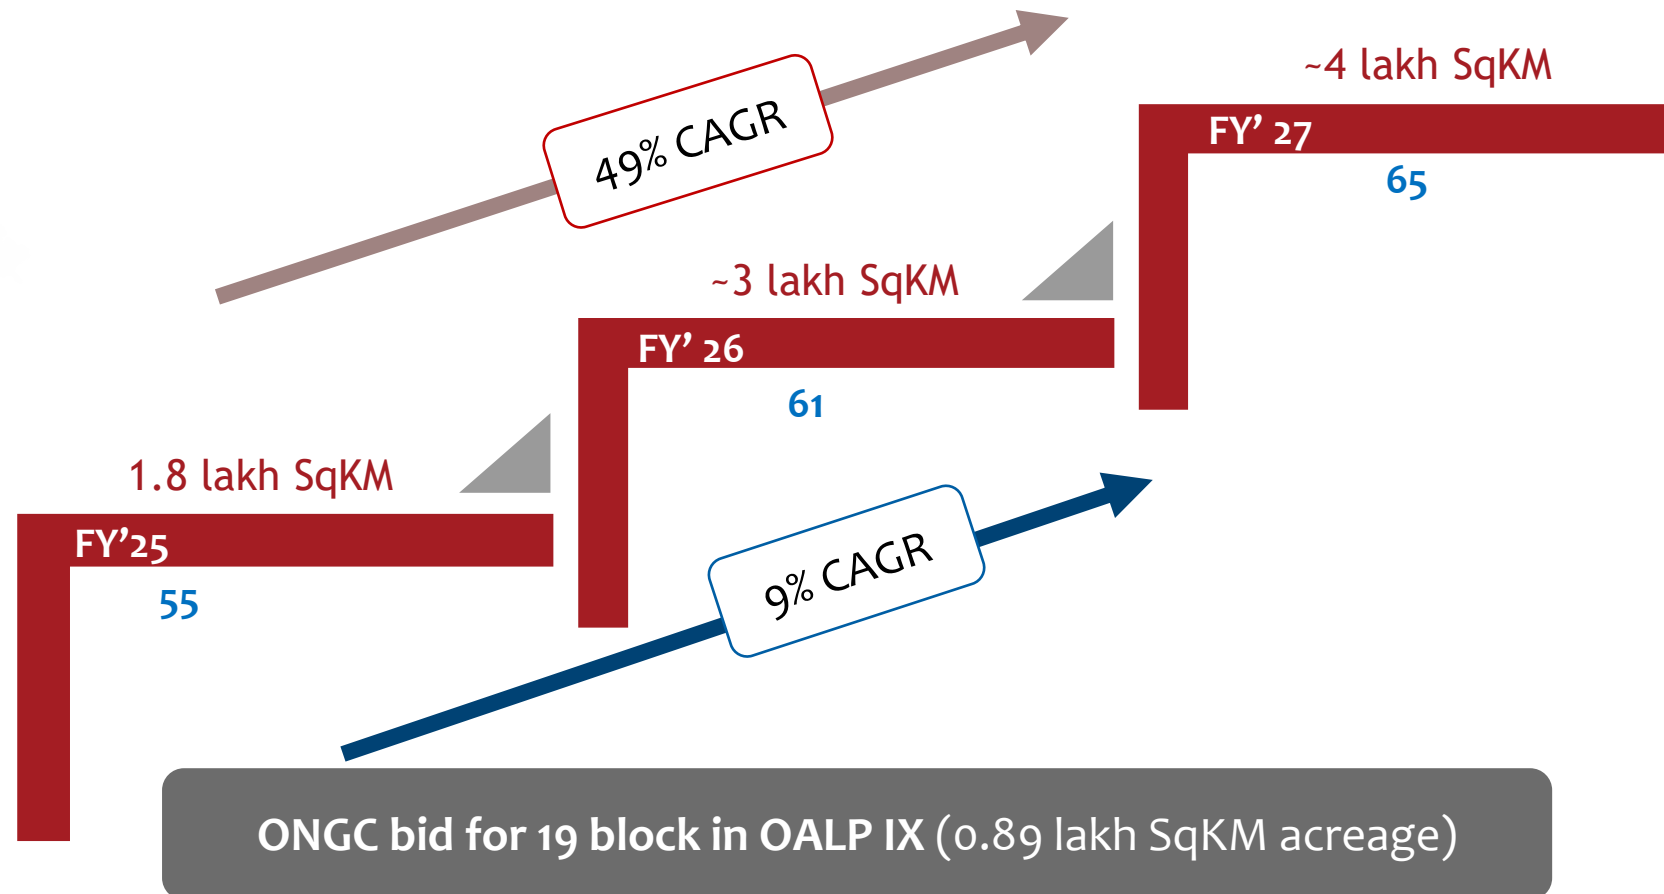 ~4 lakh SqKM
FY' 27
65
49% CAGR
~3 lakh SqKM
FY' 26
61
1.8 lakh SqKM
FY'25
55
9% CAGR
ONGC bid for 19 block in OALP IX (0.89 lakh SqKM acreage)